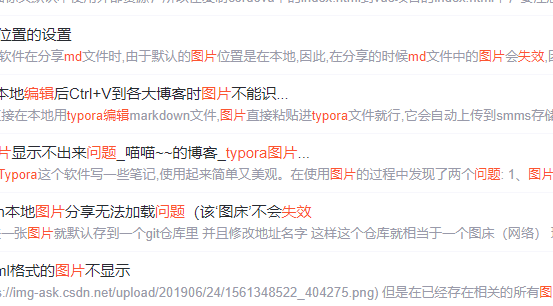 位置的设置
软件在分享md文件时,由于默认的图片位置是在本地,因此,在分享的时候md文件中的图片会失效,因
本地编辑后Ctrl+V到各大博客时图片不能识...
接在本地用typora编辑markdown文件,图片直接粘贴进typora文件就行,它会自动上传到smms存储
片显示不出来问题_喵喵~~的博客_typora图片...
Typora这个软件写一些笔记,使用起来简单又美观。在使用图片的过程中发现了两个问题: 1、图片
本地图片分享无法加载问题（该‘图床’不会失效
一张图片就默认存到一个git仓库里 并且修改地址名字 这样这个仓库就相当于一个图床（网络）
ml格式的图片不显示
s://img-ask.csdn.net/upload/201906/24/1561348522_404275.png) 但是在已经存在相关的所有图